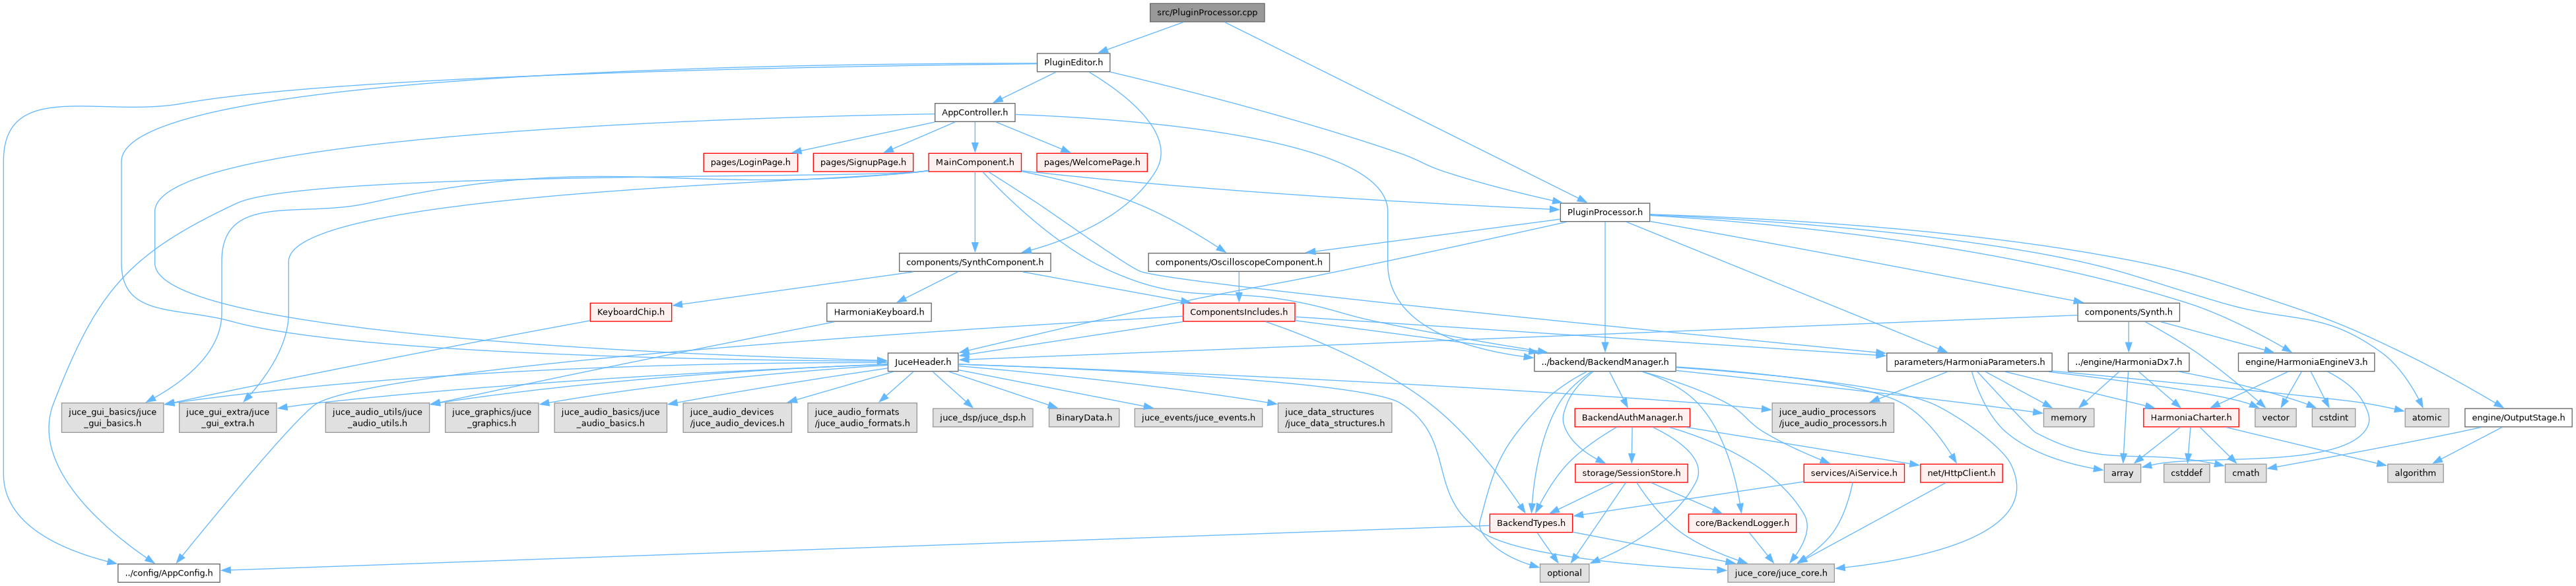 src/PluginProcessor.cpp
PluginEditor.h
AppController.h
pages/LoginPage.h
pages/SignupPage.h
MainComponent.h
pages/WelcomePage.h
PluginProcessor.h
components/SynthComponent.h
components/OscilloscopeComponent.h
KeyboardChip.h
HarmoniaKeyboard.h
ComponentsIncludes.h
components/Synth.h
JuceHeader.h
../backend/BackendManager.h
parameters/HarmoniaParameters.h
../engine/HarmoniaDx7.h
engine/HarmoniaEngineV3.h
juce_gui_basics/juce
_gui_basics.h
juce_gui_extra/juce
_gui_extra.h
juce_audio_utils/juce
_audio_utils.h
juce_graphics/juce
_graphics.h
juce_audio_basics/juce
_audio_basics.h
juce_audio_devices
/juce_audio_devices.h
juce_audio_formats
/juce_audio_formats.h
juce_dsp/juce_dsp.h
BinaryData.h
juce_events/juce_events.h
juce_data_structures
/juce_data_structures.h
BackendAuthManager.h
juce_audio_processors
/juce_audio_processors.h
memory
HarmoniaCharter.h
vector
cstdint
atomic
engine/OutputStage.h
storage/SessionStore.h
services/AiService.h
net/HttpClient.h
array
cstddef
cmath
algorithm
BackendTypes.h
core/BackendLogger.h
../config/AppConfig.h
optional
juce_core/juce_core.h